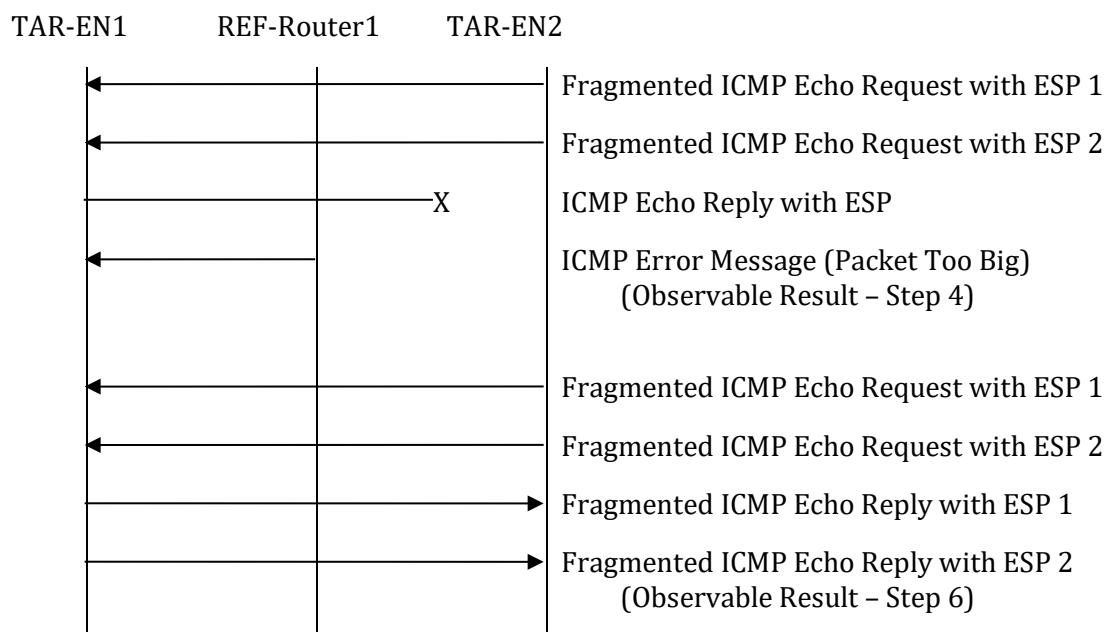 TAR-EN1 REF-Router1 TAR-EN2
Fragmented ICMP Echo Request with ESP 1
Fragmented ICMP Echo Request with ESP 2
X ICMP Echo Reply with ESP
ICMP Error Message (Packet Too Big)
(Observable Result – Step 4)
Fragmented ICMP Echo Request with ESP 1
Fragmented ICMP Echo Request with ESP 2
Fragmented ICMP Echo Reply with ESP 1
Fragmented ICMP Echo Reply with ESP 2
(Observable Result – Step 6)